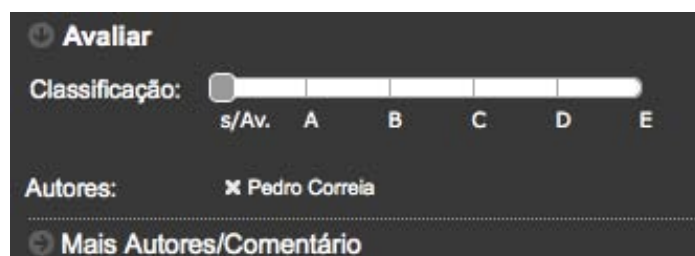 Avaliar
Classificação:
s/Av. A B C D E
Autores: Pedro Correia
Mais Autores/Comentário